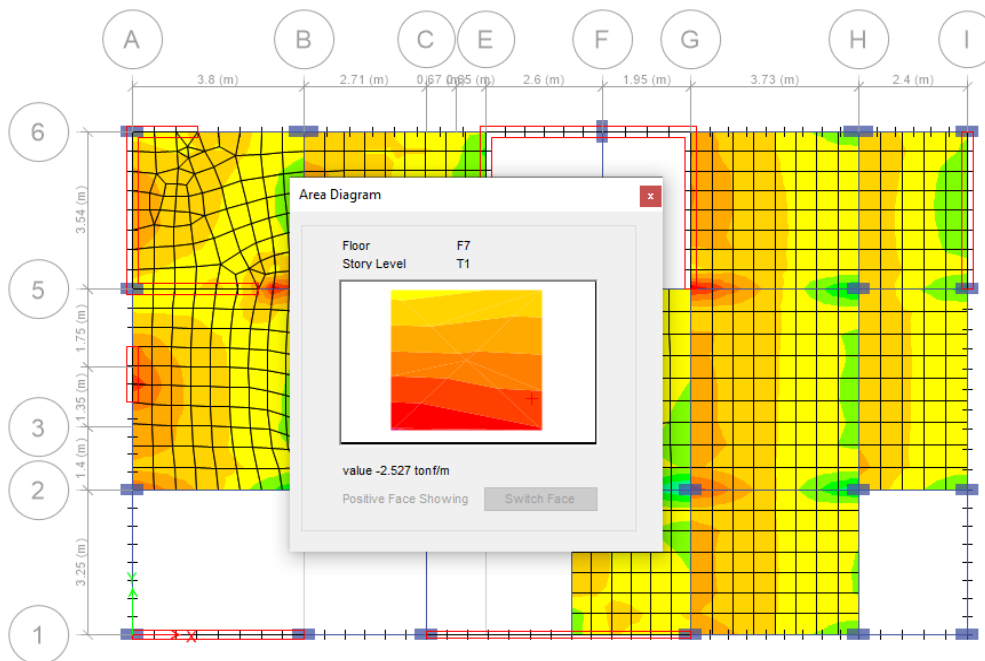 A B C E F G H I
3.8 (m) 2.71 (m) 2.6 (m) 1.95 (m) 3.73 (m) 2.4 (m)
6
3.54 (m)
5
1.75 (m)
1.35 (m)
3
1.4 (m)
2
3.25 (m)
1
Y
X
Area Diagram
x
Floor F7
Story Level T1
value -2.527 tonf/m
Positive Face Showing Switch Face